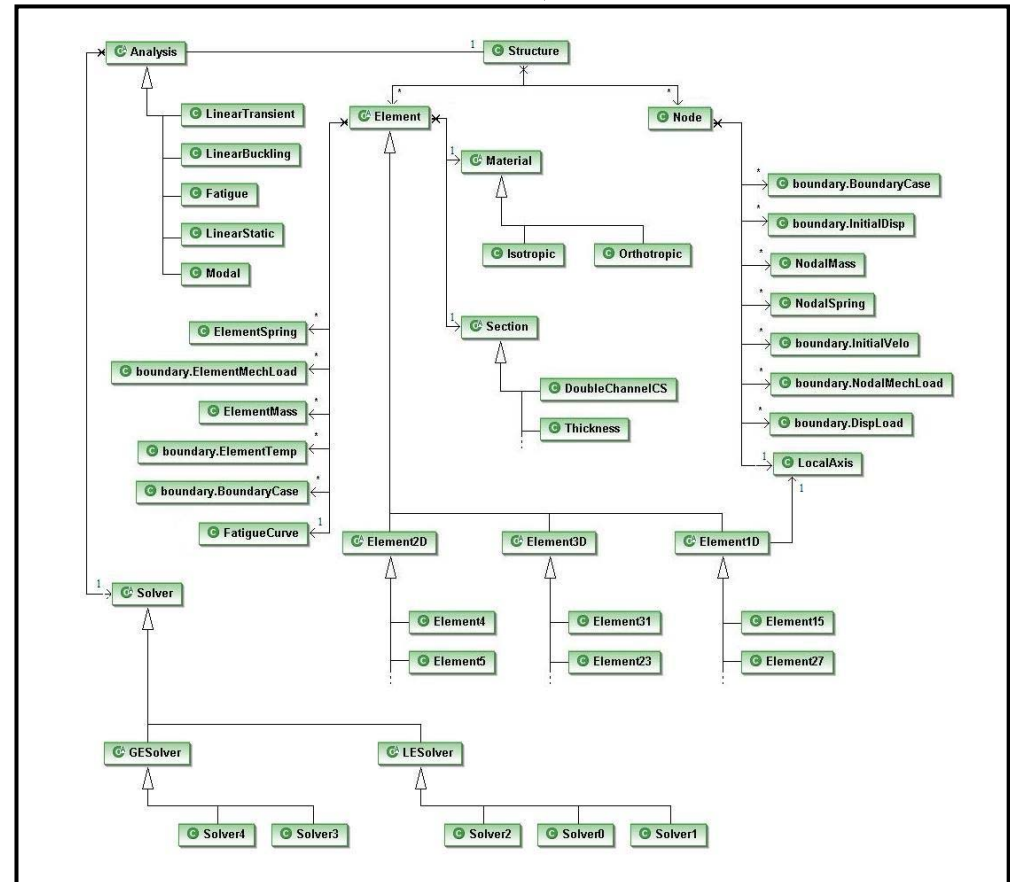 Analysis
1
Structure
*
*
LinearTransient
Element
Node
LinearBuckling
1
Material
Fatigue
*
boundary.BoundaryCase
LinearStatic
*
boundary.InitialDisp
Modal
Isotropic
Orthotropic
*
NodalMass
*
NodalSpring
*
ElementSpring
1
Section
*
boundary.InitialVelo
*
boundary.ElementMechLoad
*
boundary.NodalMechLoad
DoubleChannelCS
*
ElementMass
*
boundary.DispLoad
Thickness
*
boundary.ElementTemp
1
LocalAxis
1
*
boundary.BoundaryCase
1
FatigueCurve
Element2D
Element3D
Element1D
1
Solver
Element4
Element31
Element15
Element5
Element23
Element27
GESolver
LESolver
Solver4
Solver3
Solver2
Solver0
Solver1